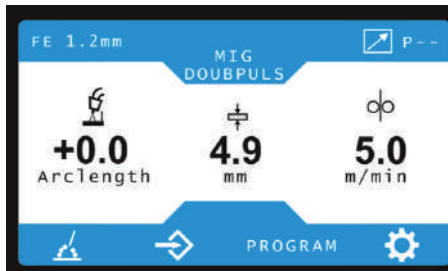 FE 1.2mm
MIG
DOUBPULS
P--
+0.0
4.9
5.0
Arclength
mm
m/min
PROGRAM